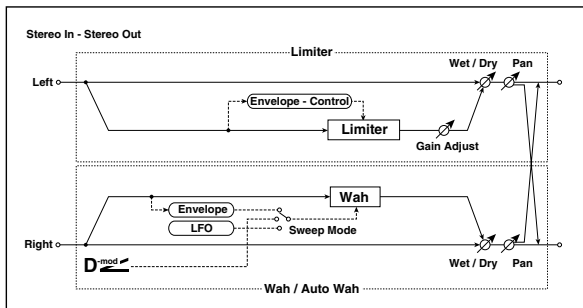 Stereo In - Stereo Out
Limiter
Wet / Dry
Pan
Left
Envelope - Control
Limiter
Gain Adjust
Envelope
Wah
LFO
Sweep Mode
Right
D-mod
Wet / Dry
Pan
Wah / Auto Wah